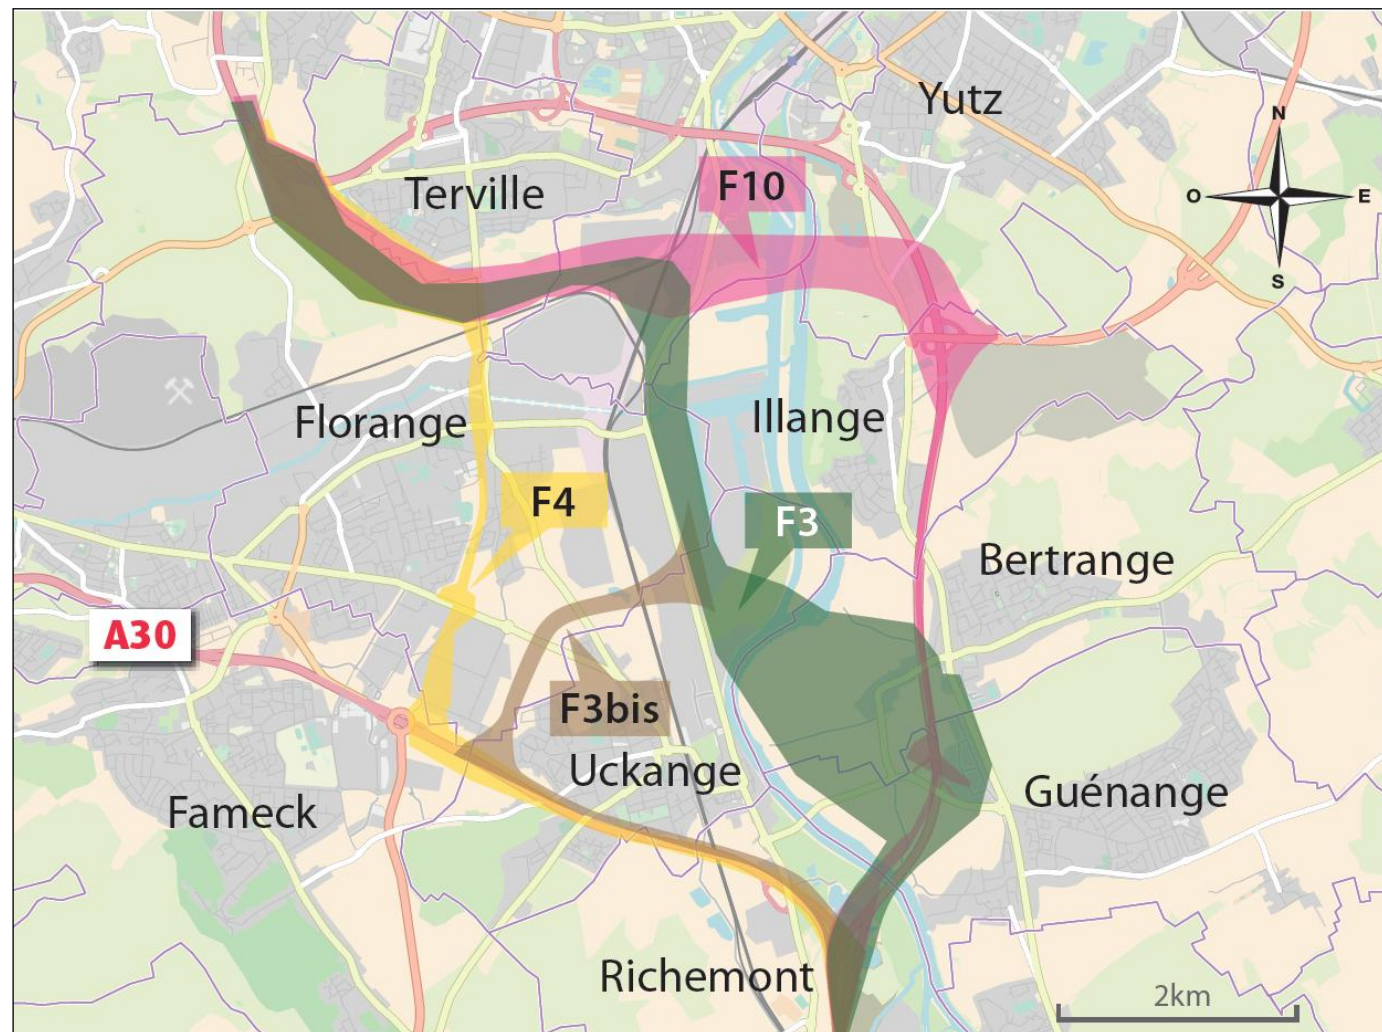 Yutz
N
F10
Terville
O
E
S
Florange
Illange
F4
F3
Bertrange
A30
F3bis
Uckange
Guénange
Fameck
Richemont
2km